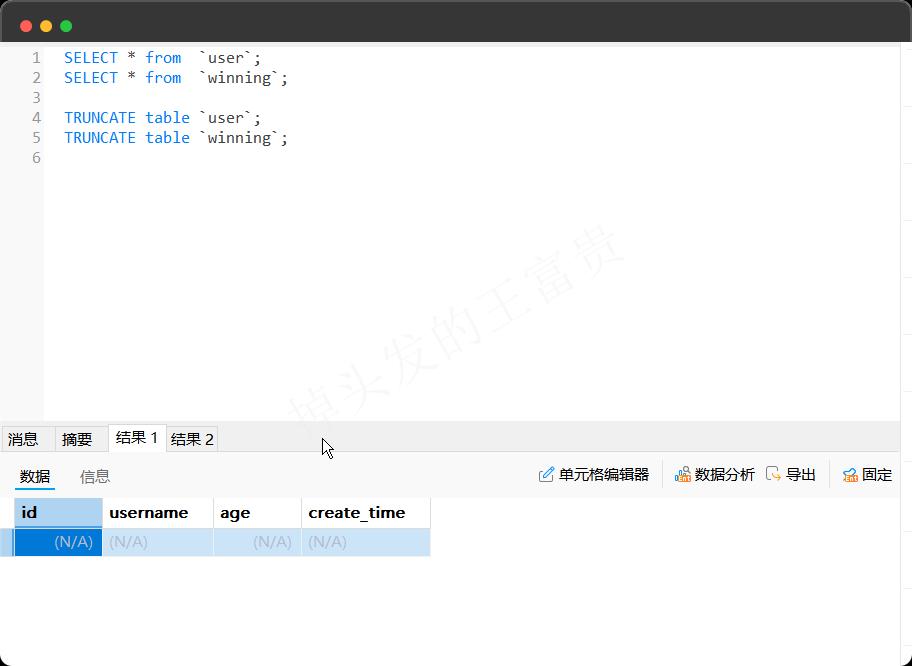 1 SELECT * from  `user`;
2 SELECT * from  `winning`;
3
4 TRUNCATE table `user`;
5 TRUNCATE table `winning`;
6
掉头发的王富贵
消息 摘要 结果 1 结果 2
数据 信息 单元格编辑器 数据分析 导出 固定
id username age create_time
(N/A) (N/A) (N/A) (N/A)